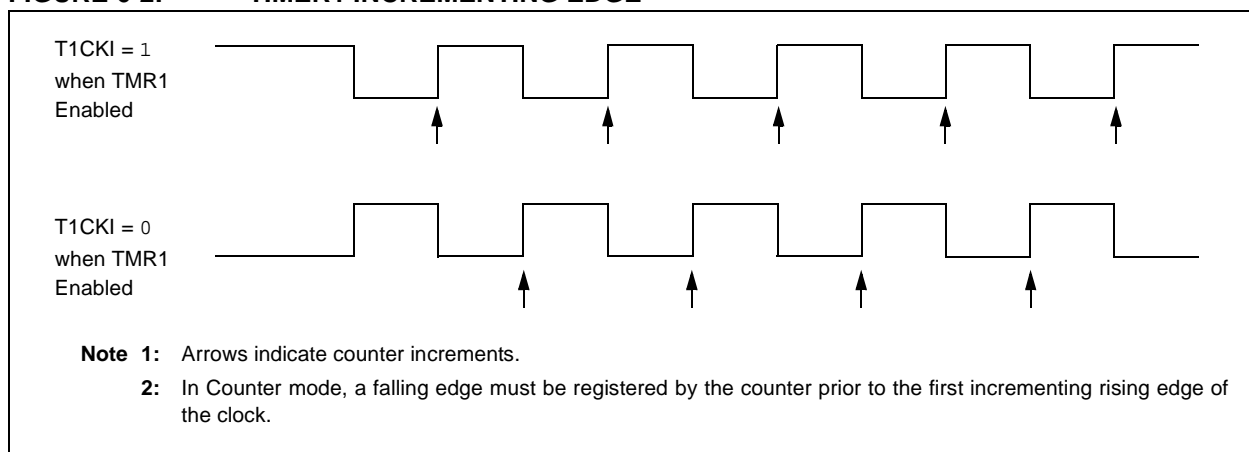 T1CKI = 1
when TMR1
Enabled
T1CKI = 0
when TMR1
Enabled
Note 1: Arrows indicate counter increments.
2: In Counter mode, a falling edge must be registered by the counter prior to the first incrementing rising edge of
the clock.